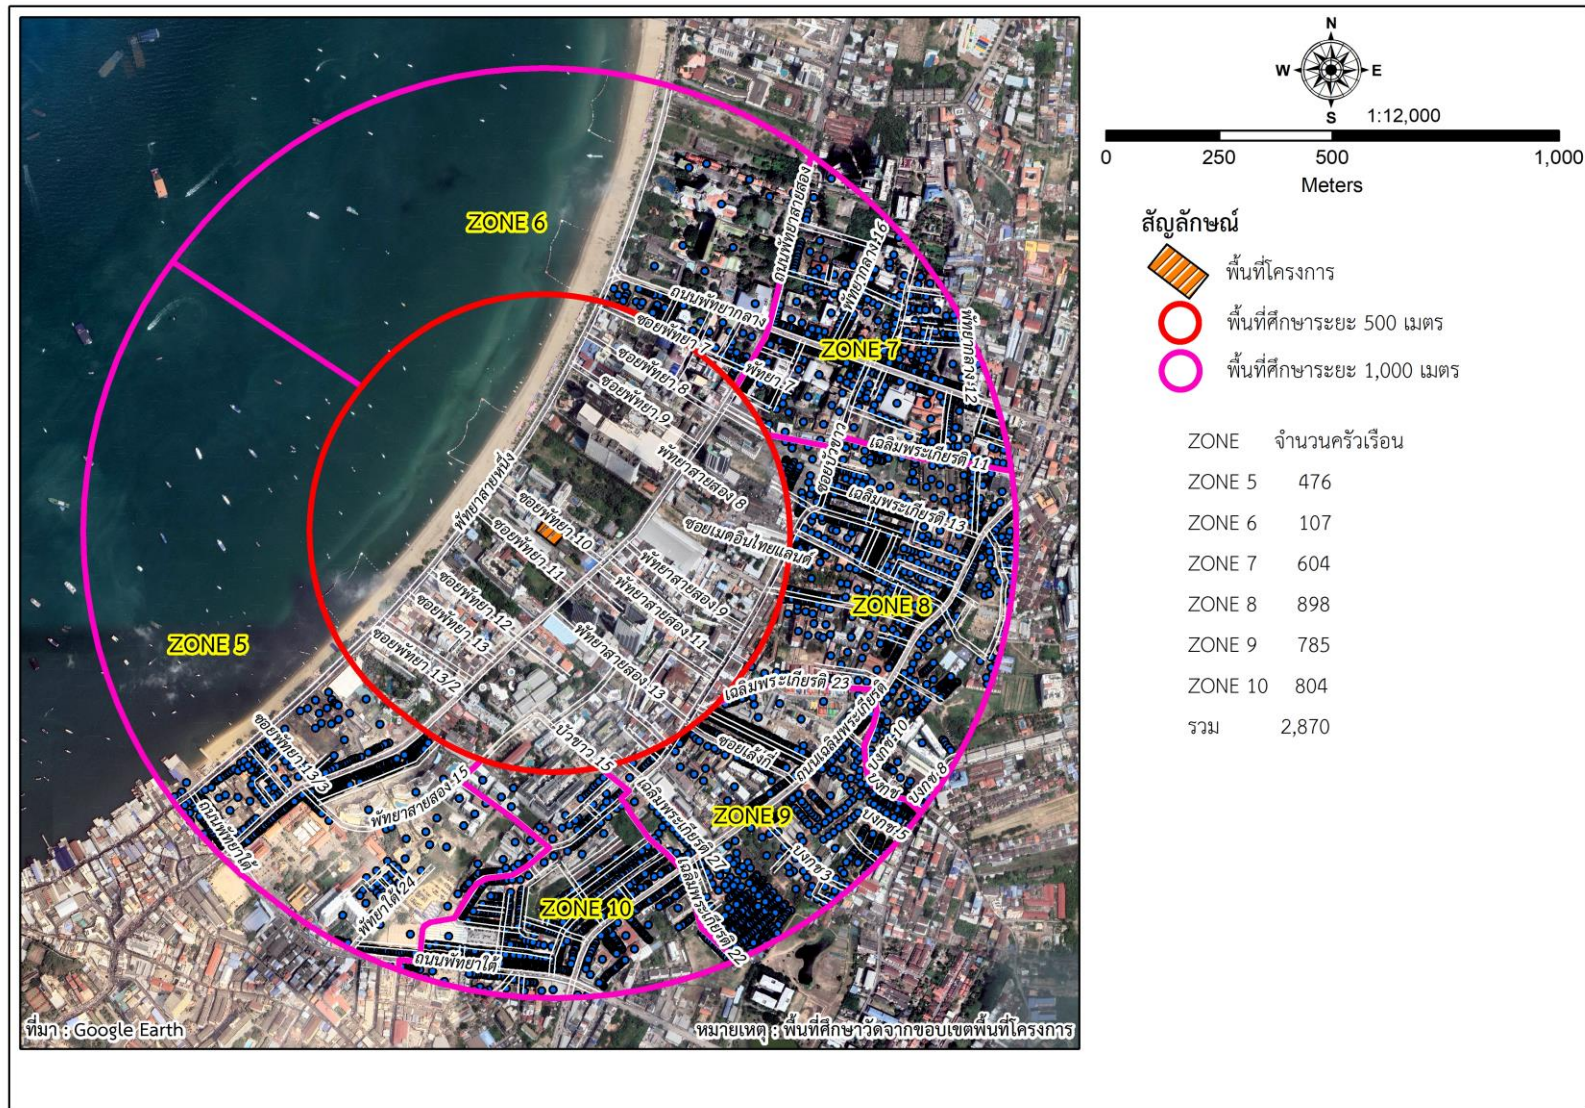 N
W E
S
1:12,000
0 250 500 1,000
Meters
สัญลักษณ์
พื้นที่โครงการ
พื้นที่ศึกษาระยะ 500 เมตร
พื้นที่ศึกษาระยะ 1,000 เมตร
ZONE จำนวนครัวเรือน
ZONE 5 476
ZONE 6 107
ZONE 7 604
ZONE 8 898
ZONE 9 785
ZONE 10 804
รวม 2,870
ZONE 6
ถนนพัทยาสายสอง
พัทยากลาง 16
ถนนพัทยากลาง
ซอยพัทยา 7
พัทยา 7
ZONE 7
พัทยากลาง 12
ซอยพัทยา 8
ซอยพัทยา 9
เฉลิมพระเกียรติ 11
ซอยบัวขาว
พัทยาสายสอง 8
เฉลิมพระเกียรติ 13
พัทยาสายหนึ่ง
ซอยพัทยา 10
ซอยเมดอินไทยแลนด์
ซอยพัทยา 11
พัทยาสายสอง 9
ซอยพัทยา 12
พัทยาสายสอง 11
ZONE 8
ซอยพัทยา 13
ZONE 5
ซอยพัทยา 13/2
พัทยาสายสอง 13
เฉลิมพระเกียรติ 23
ถนนเฉลิมพระเกียรติ
ซอยพัทยา 13/3
บัวขาว 15
ซอยเล้งกี่
บงกช 10
บงกช 8
บงกช
พัทยาสายสอง 15
ถนนพัทยาใต้
เฉลิมพระเกียรติ 27
ZONE 9
บงกช 5
บงกช 3
พัทยาใต้ 24
ZONE 10
เฉลิมพระเกียรติ 22
ถนนพัทยาใต้
ที่มา : Google Earth
หมายเหตุ : พื้นที่ศึกษาวัดจากขอบเขตพื้นที่โครงการ